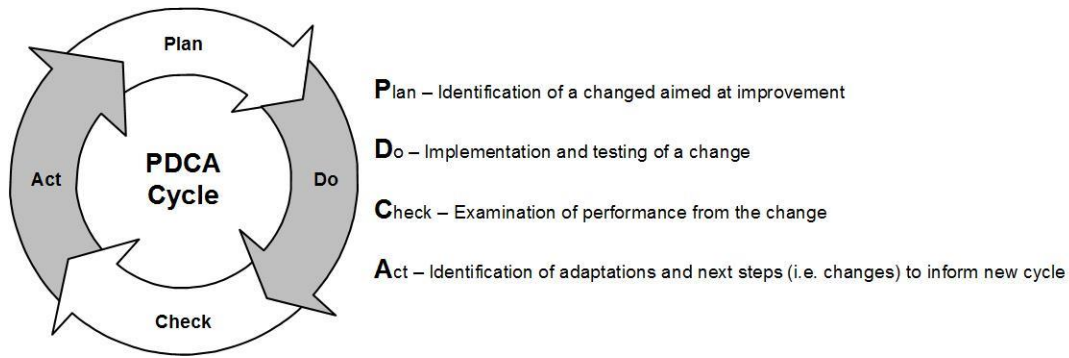 Plan
Do
Check
Act
PDCA
Cycle
Plan – Identification of a changed aimed at improvement
Do – Implementation and testing of a change
Check – Examination of performance from the change
Act – Identification of adaptations and next steps (i.e. changes) to inform new cycle